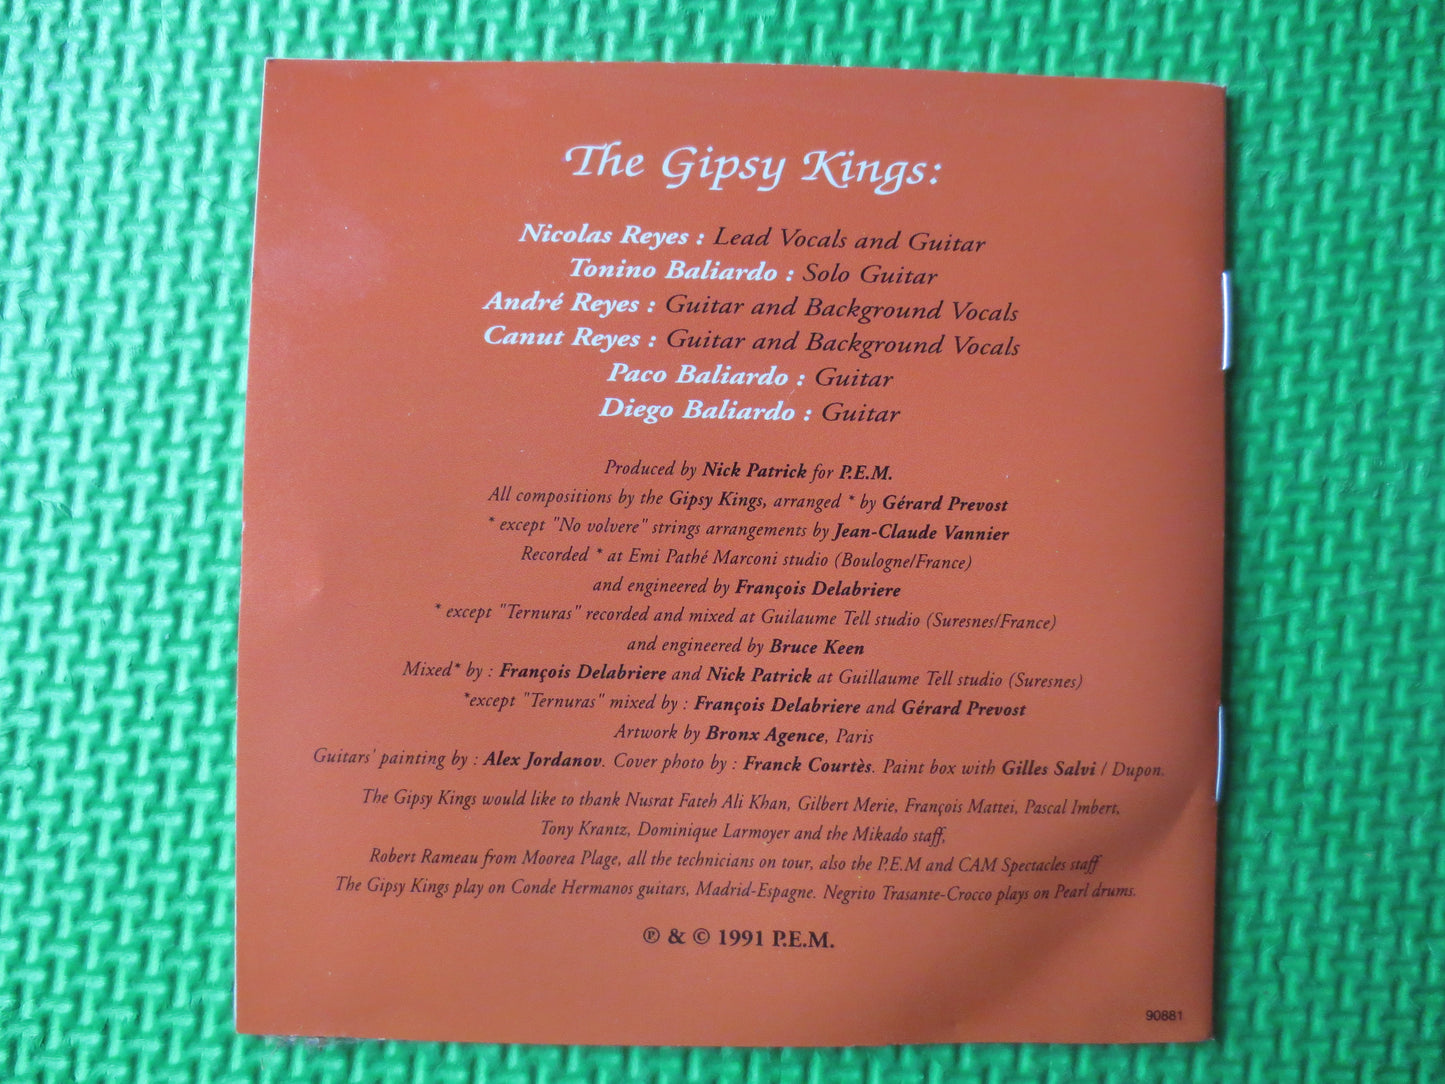 The Gipsy Kings:
Nicolas Reyes : Lead Vocals and Guitar
Tonino Baliardo : Solo Guitar
André Reyes : Guitar and Background Vocals
Canut Reyes : Guitar and Background Vocals
Paco Baliardo : Guitar
Diego Baliardo : Guitar
Produced by Nick Patrick for P.E.M.
All compositions by the Gipsy Kings, arranged * by Gérard Prevost
* except "No volvere" strings arrangements by Jean-Claude Vannier
Recorded * at Emi Pathé Marconi studio (Boulogne/France)
and engineered by François Delabriere
* except "Ternuras" recorded and mixed at Guilaume Tell studio (Suresnes/France)
and engineered by Bruce Keen
Mixed* by : François Delabriere and Nick Patrick at Guillaume Tell studio (Suresnes)
*except "Ternuras" mixed by : François Delabriere and Gérard Prevost
Artwork by Bronx Agence, Paris
Guitars' painting by : Alex Jordanov. Cover photo by : Franck Courtès. Paint box with Gilles Salvi / Dupon.
The Gipsy Kings would like to thank Nusrat Fateh Ali Khan, Gilbert Merie, François Mattei, Pascal Imbert,
Tony Krantz, Dominique Larmoyer and the Mikado staff,
Robert Rameau from Moorea Plage, all the technicians on tour, also the P.E.M and CAM Spectacles staff
The Gipsy Kings play on Conde Hermanos guitars, Madrid-Espagne. Negrito Trasante-Crocco plays on Pearl drums.
℗ & © 1991 P.E.M.
90881